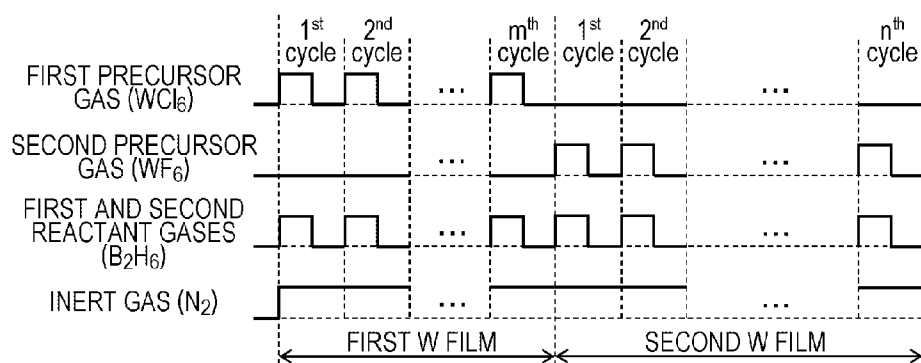 1st cycle
2nd cycle
mth cycle
1st cycle
2nd cycle
nth cycle
FIRST PRECURSOR
GAS (WCl6)
...
...
SECOND PRECURSOR
GAS (WF6)
...
...
FIRST AND SECOND
REACTANT GASES
(B2H6)
...
...
INERT GAS (N2)
...
...
FIRST W FILM
SECOND W FILM